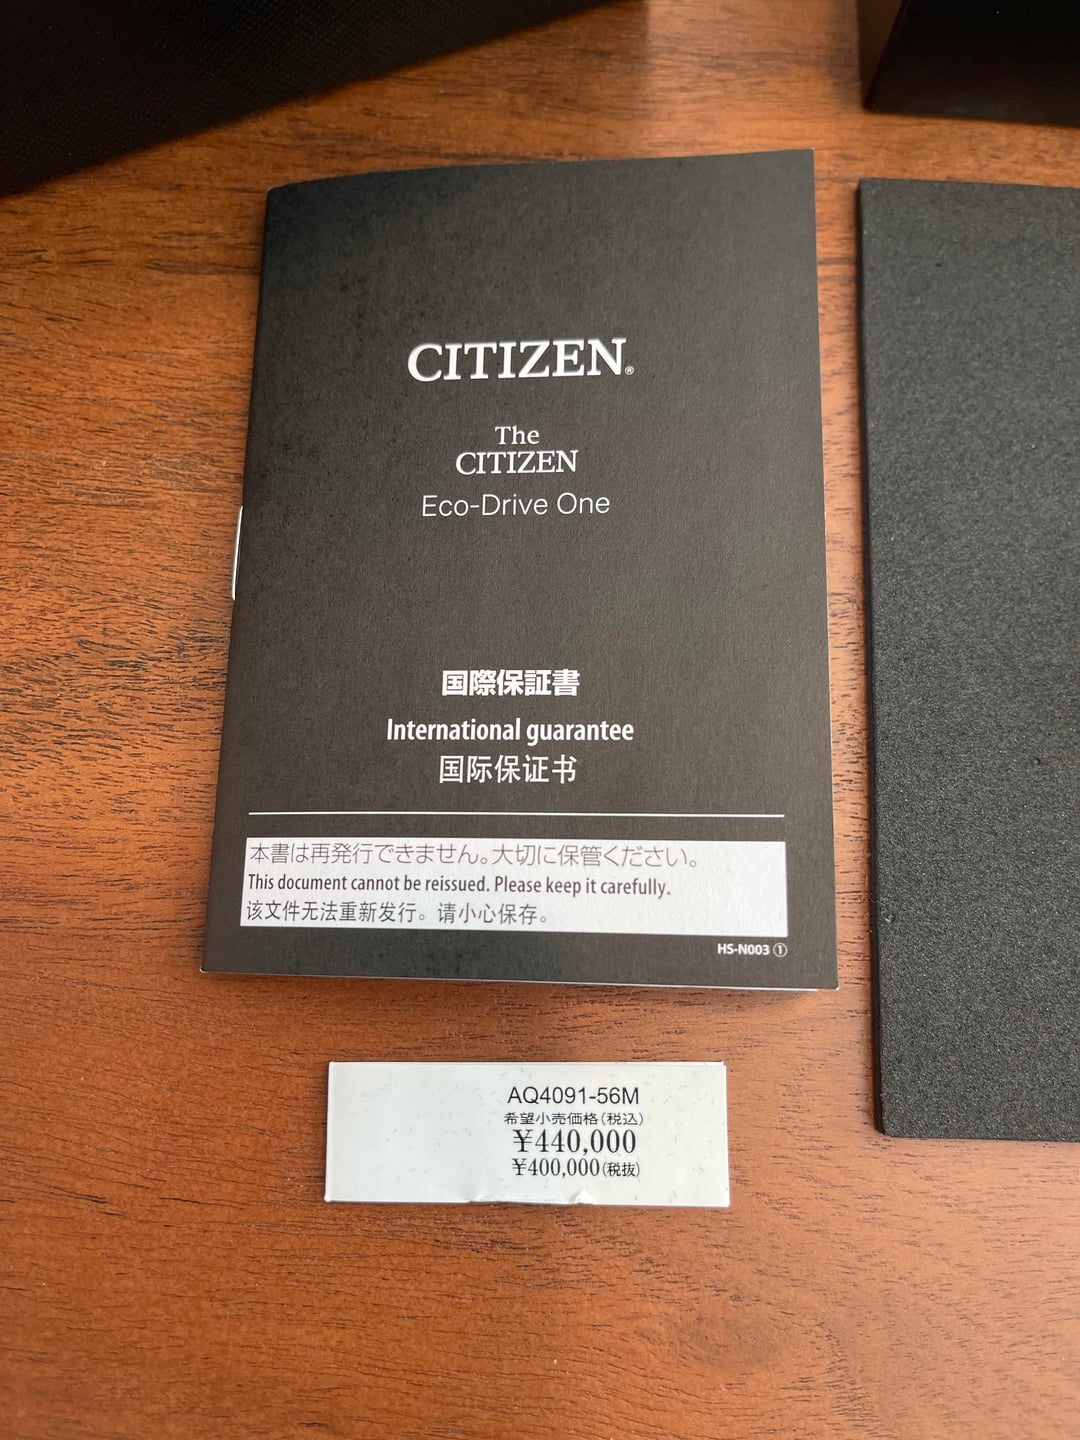 CITIZEN®
The
CITIZEN
Eco-Drive One
国際保証書
International guarantee
国际保证书
本書は再発行できません。大切に保管ください。
This document cannot be reissued. Please keep it carefully.
该文件无法重新发行。请小心保存。
HS-N003 ①
AQ4091-56M
希望小売価格(税込)
¥440,000
¥400,000(税抜)